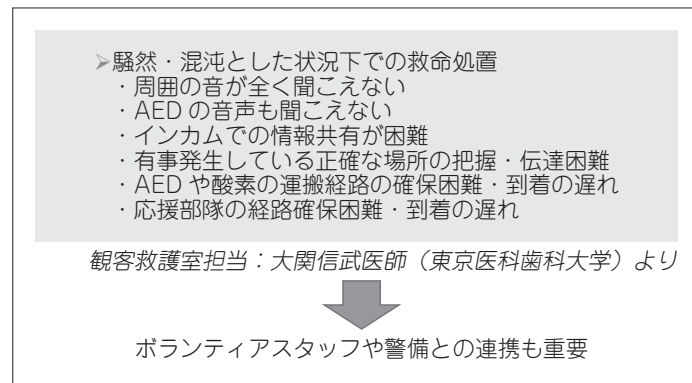 ➢騒然・混沌とした状況下での救命処置
・周囲の音が全く聞こえない
・AED の音声も聞こえない
・インカムでの情報共有が困難
・有事発生している正確な場所の把握・伝達困難
・AED や酸素の運搬経路の確保困難・到着の遅れ
・応援部隊の経路確保困難・到着の遅れ
観客救護室担当：大関信武医師（東京医科歯科大学）より
ボランティアスタッフや警備との連携も重要